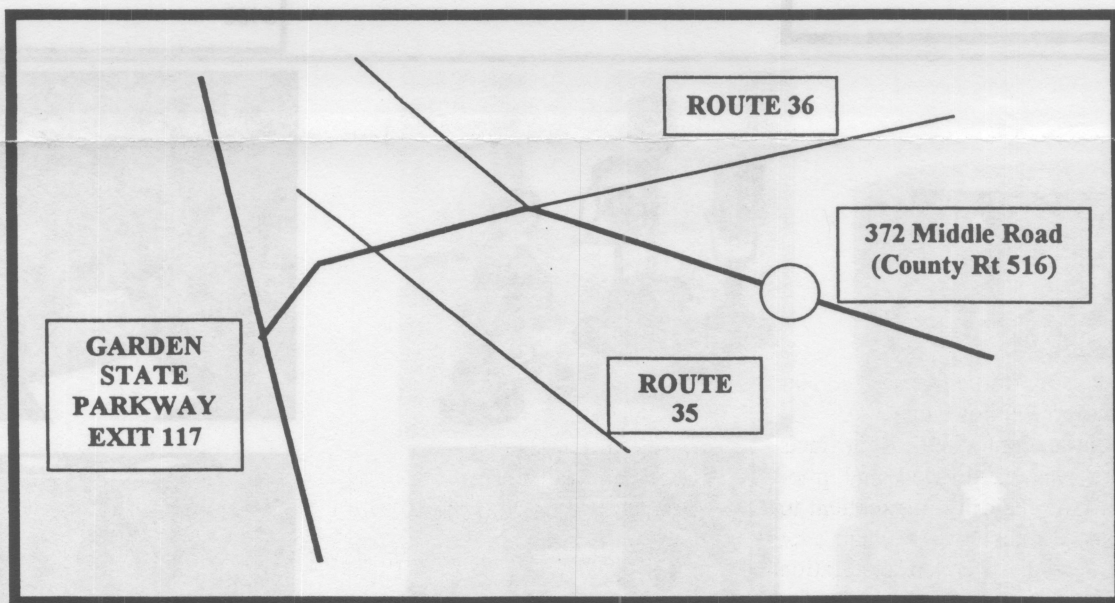 ROUTE 36
372 Middle Road
(County Rt 516)
GARDEN
STATE
PARKWAY
EXIT 117
ROUTE
35